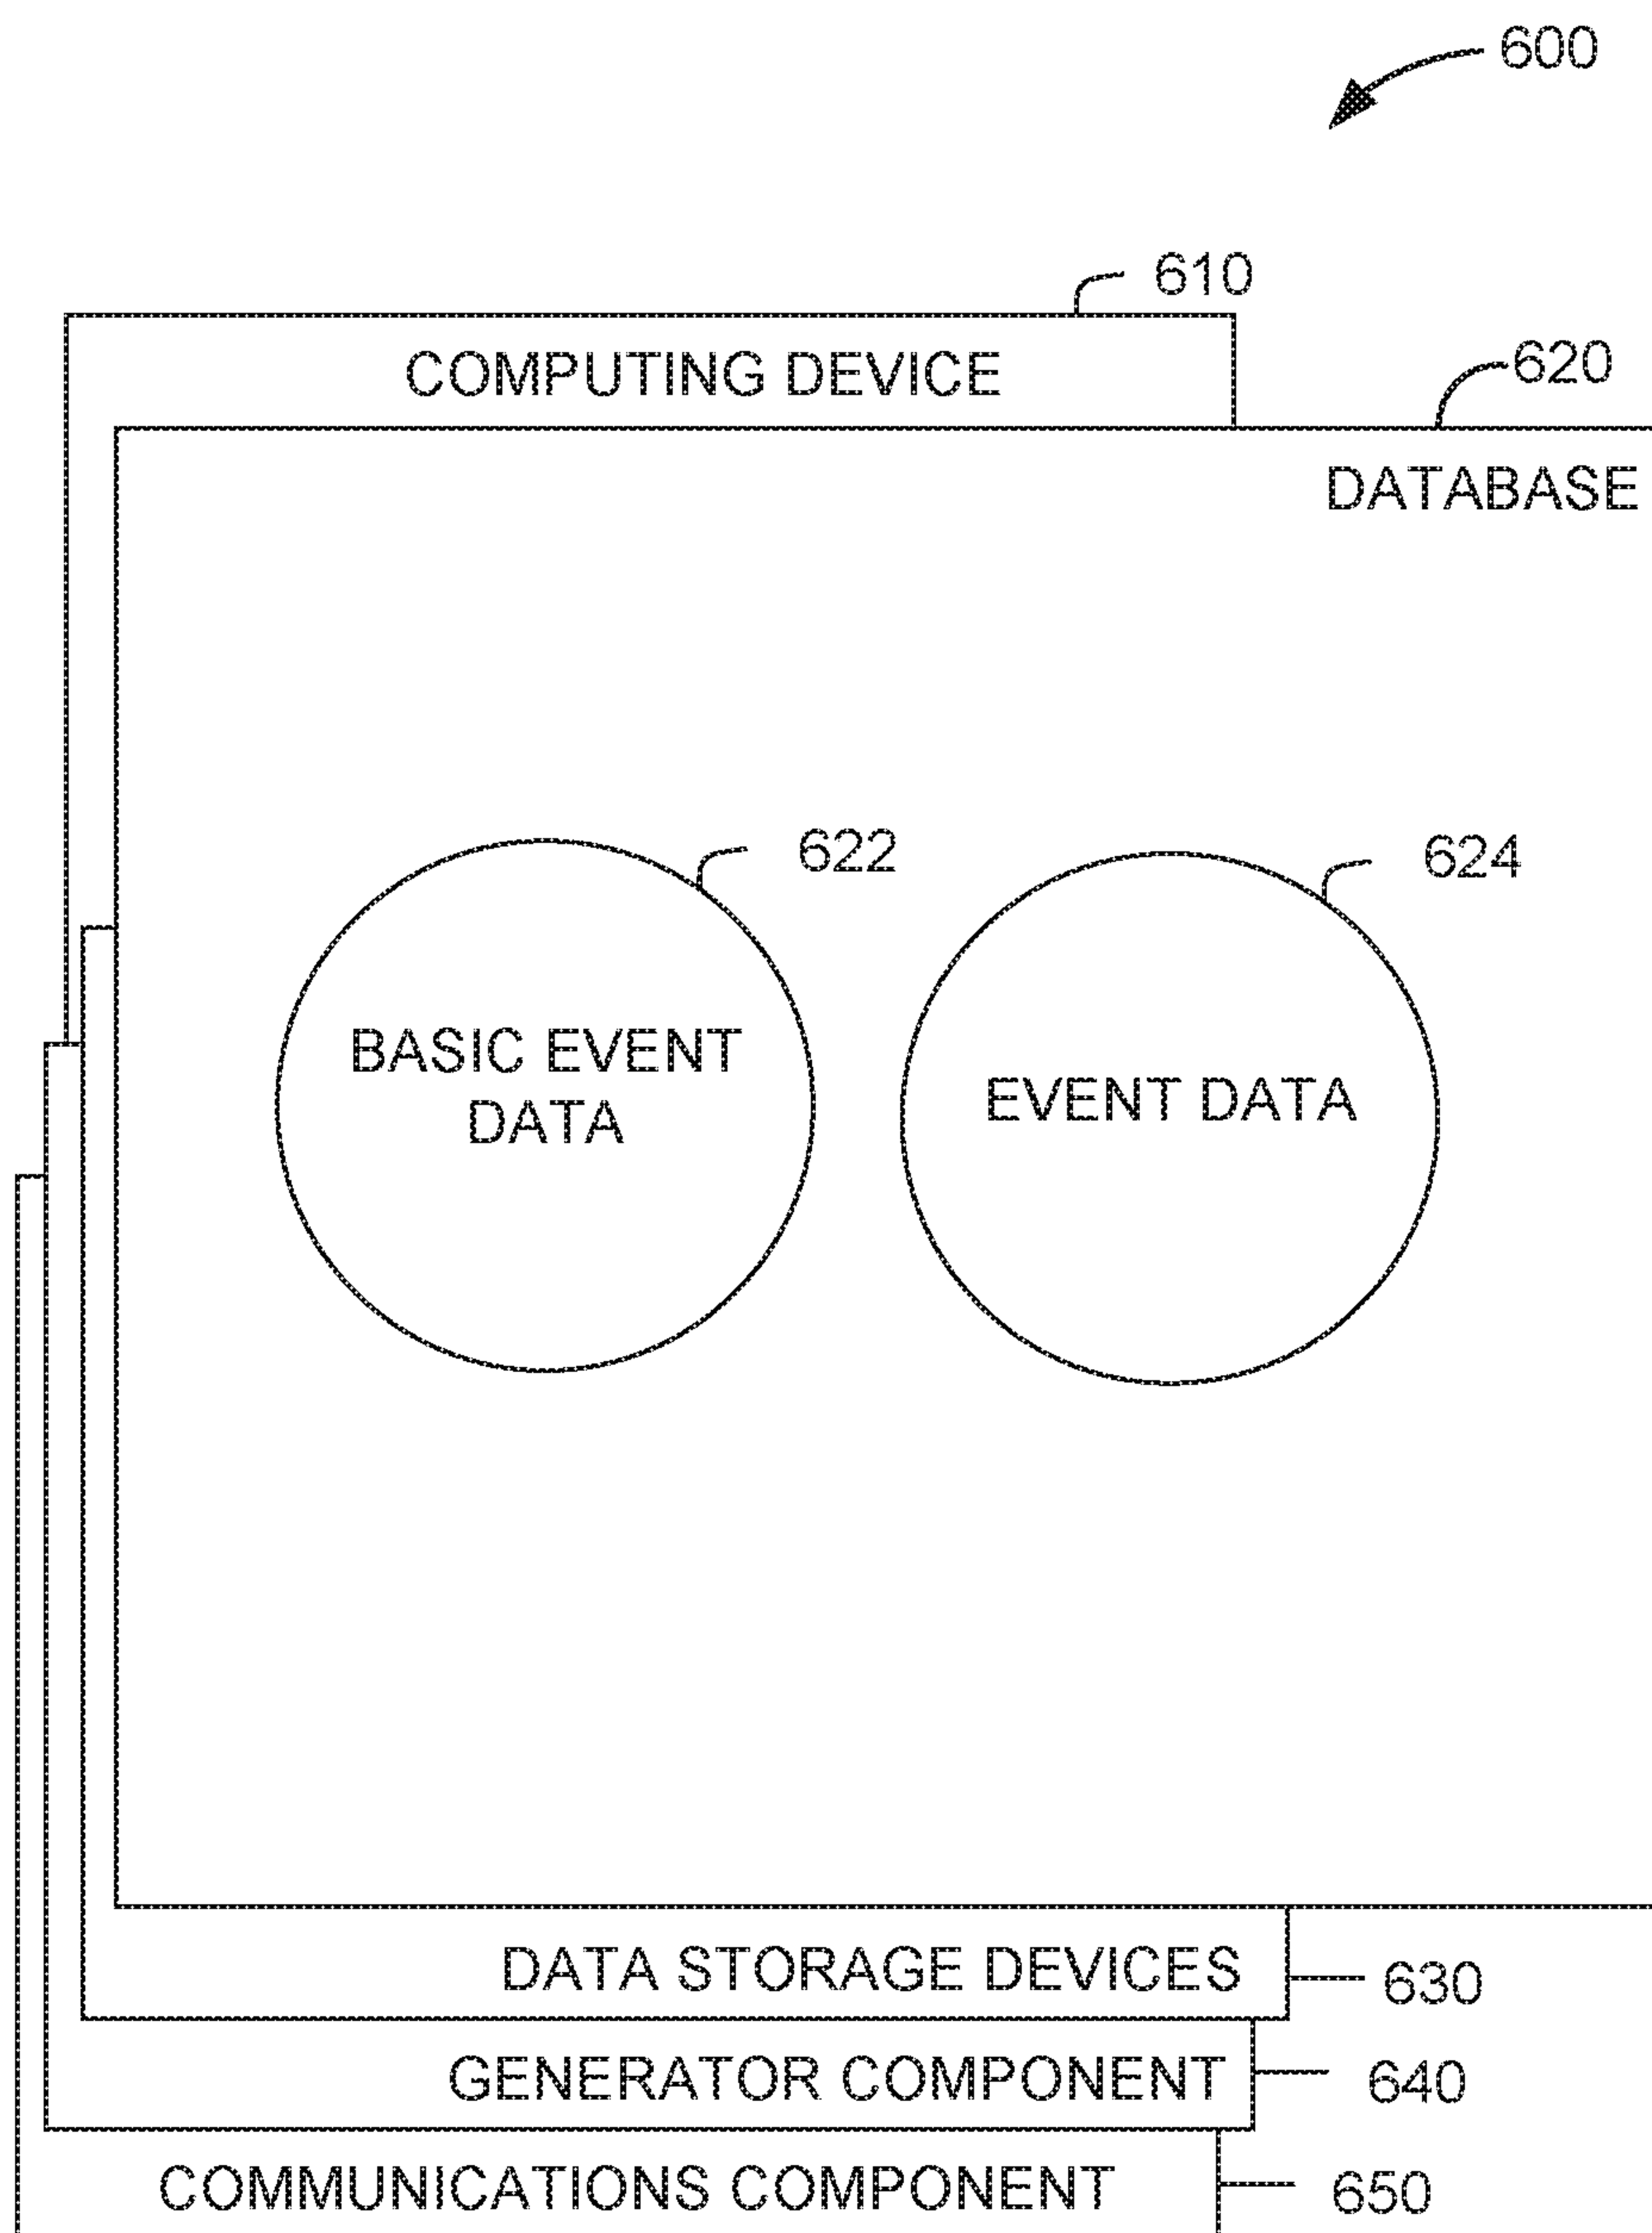 600
610
COMPUTING DEVICE
620
DATABASE
622
624
BASIC EVENT
DATA
EVENT DATA
DATA STORAGE DEVICES
630
GENERATOR COMPONENT
640
COMMUNICATIONS COMPONENT
650